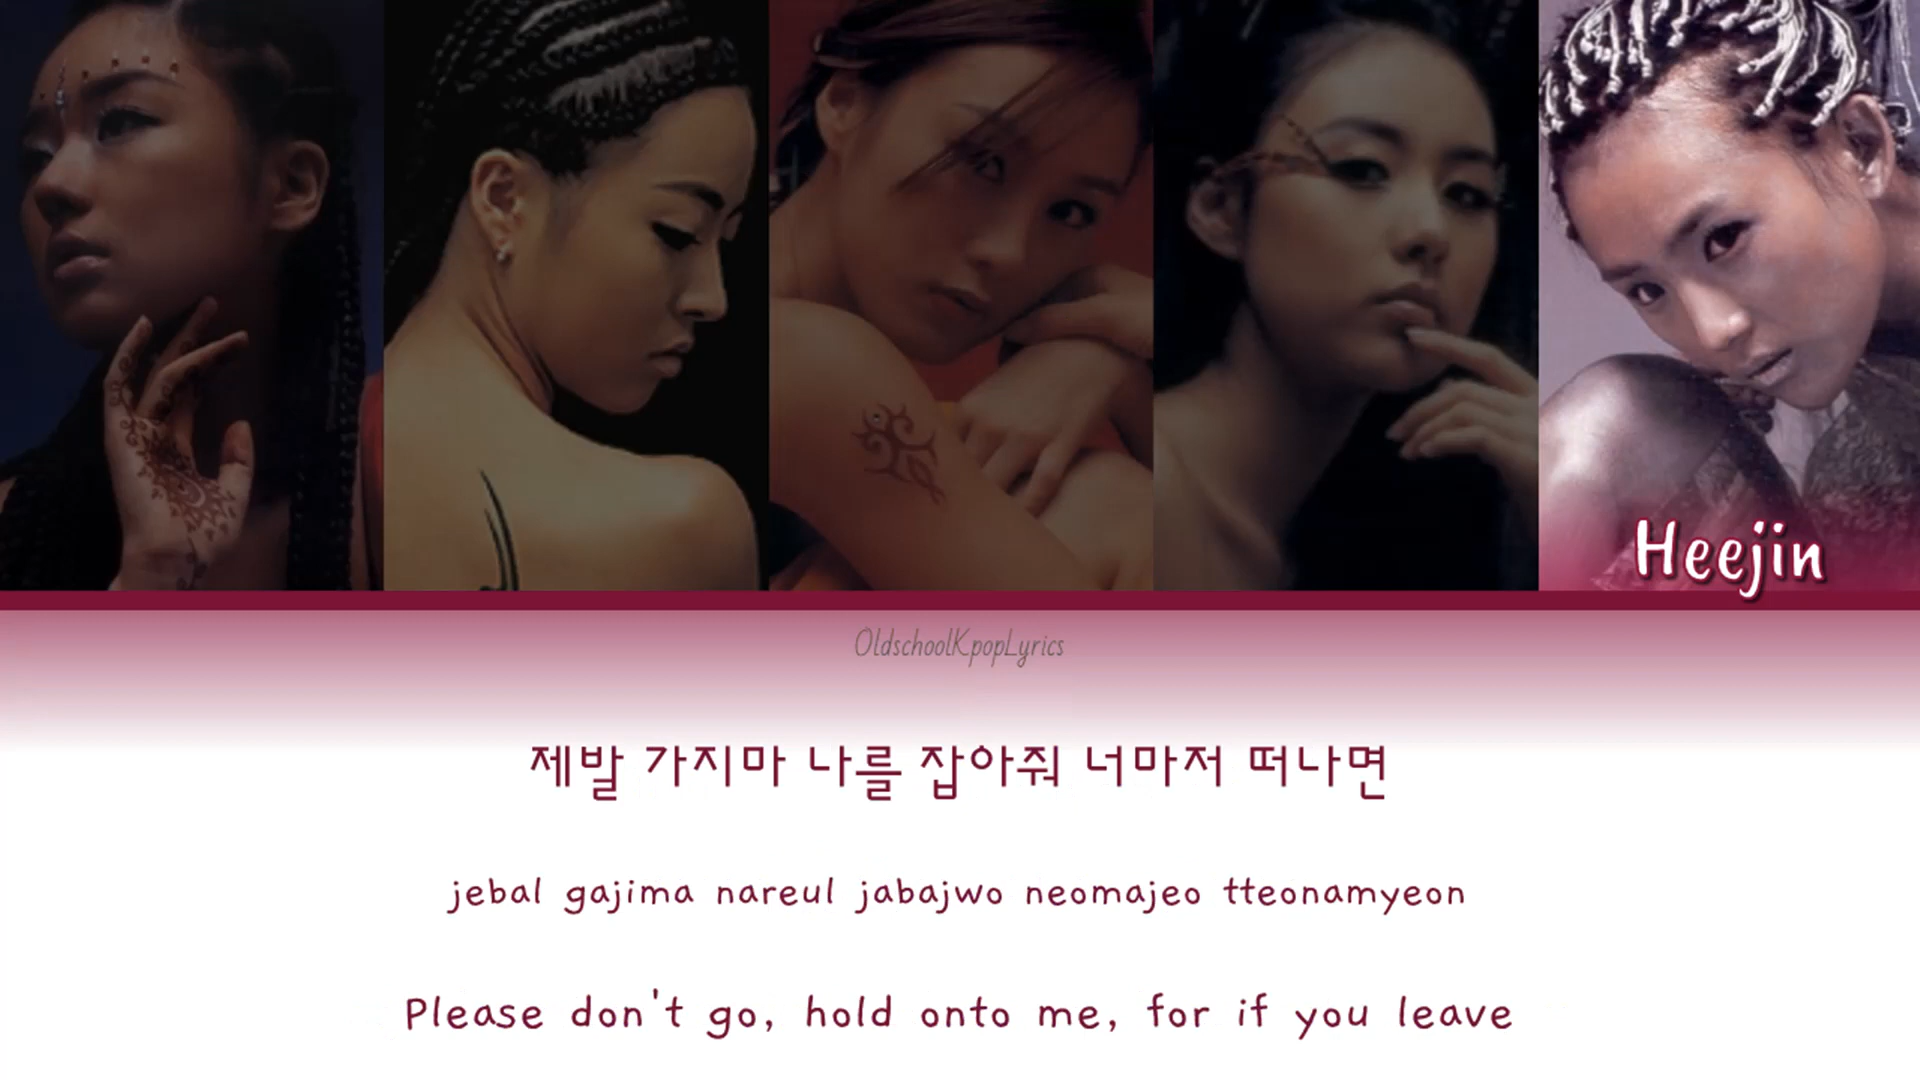 Heejin
OldschoolKpopLyrics
제발 가지마 나를 잡아줘 너마저 떠나면
jebal gajima nareul jabajwo neomajeo tteonamyeon
Please don't go, hold onto me, for if you leave